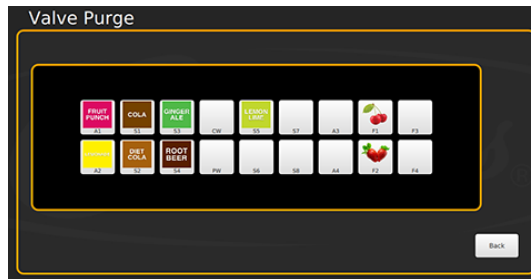 Valve Purge
FRUIT
PUNCH
COLA
GINGER
ALE
LEMON
LIME
A1
S1
S3
CW
S5
S7
A3
F1
F3
DIET
COLA
ROOT
BEER
A2
S2
S4
PW
S6
S8
A4
F2
F4
Back